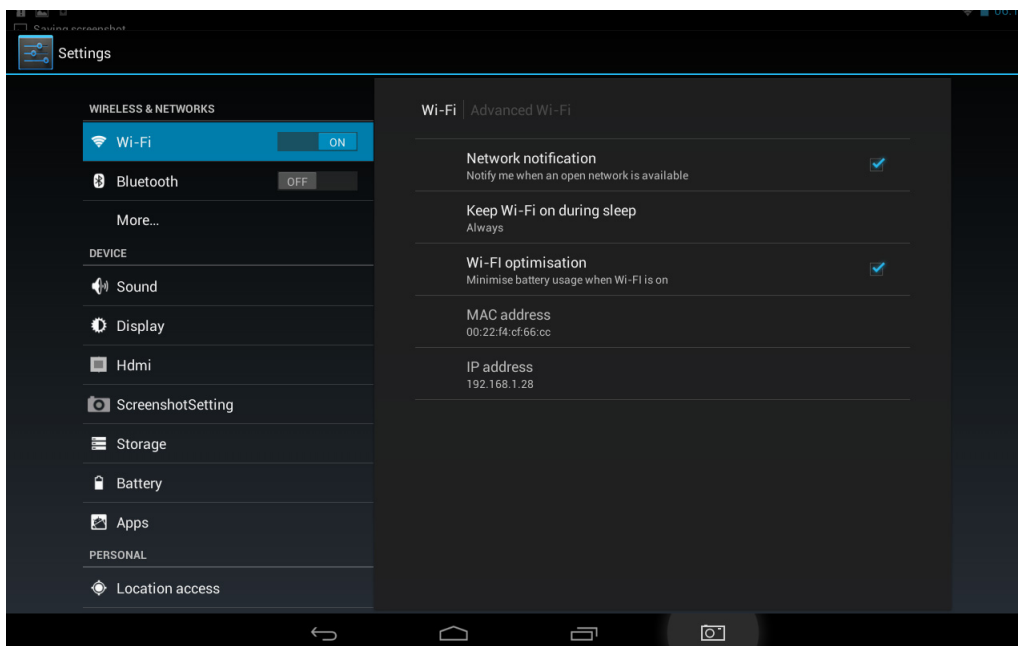 Saving screenshot
Settings
WIRELESS & NETWORKS
Wi-Fi ON
Bluetooth OFF
More...
DEVICE
Sound
Display
Hdmi
ScreenshotSetting
Storage
Battery
Apps
PERSONAL
Location access
Wi-Fi | Advanced Wi-Fi
Network notification
Notify me when an open network is available
Keep Wi-Fi on during sleep
Always
Wi-FI optimisation
Minimise battery usage when Wi-FI is on
MAC address
00:22:f4:cf:66:cc
IP address
192.168.1.28